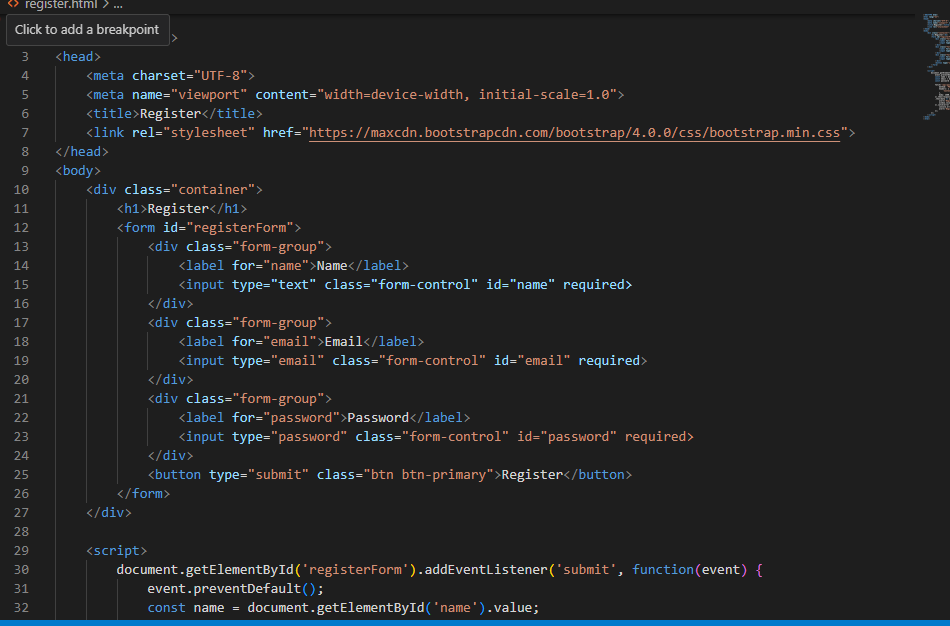 register.html > ...
Click to add a breakpoint
>
3 <head>
4 <meta charset="UTF-8">
5 <meta name="viewport" content="width=device-width, initial-scale=1.0">
6 <title>Register</title>
7 <link rel="stylesheet" href="https://maxcdn.bootstrapcdn.com/bootstrap/4.0.0/css/bootstrap.min.css">
8 </head>
9 <body>
10 <div class="container">
11 <h1>Register</h1>
12 <form id="registerForm">
13 <div class="form-group">
14 <label for="name">Name</label>
15 <input type="text" class="form-control" id="name" required>
16 </div>
17 <div class="form-group">
18 <label for="email">Email</label>
19 <input type="email" class="form-control" id="email" required>
20 </div>
21 <div class="form-group">
22 <label for="password">Password</label>
23 <input type="password" class="form-control" id="password" required>
24 </div>
25 <button type="submit" class="btn btn-primary">Register</button>
26 </form>
27 </div>
28
29 <script>
30 document.getElementById('registerForm').addEventListener('submit', function(event) {
31 event.preventDefault();
32 const name = document.getElementById('name').value;